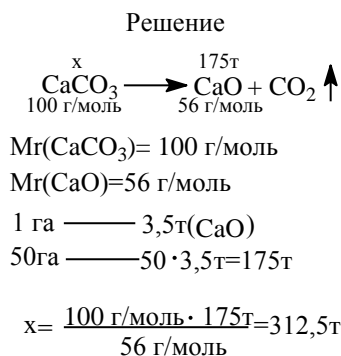 Решение
x 175т
CaCO₃ ⟶ CaO + CO₂ ↑
100 г/моль 56 г/моль
Mr(CaCO₃)= 100 г/моль
Mr(CaO)=56 г/моль
1 га —— 3,5т(CaO)
50га —— 50·3,5т=175т
100 г/моль· 175т
x= =312,5т
56 г/моль